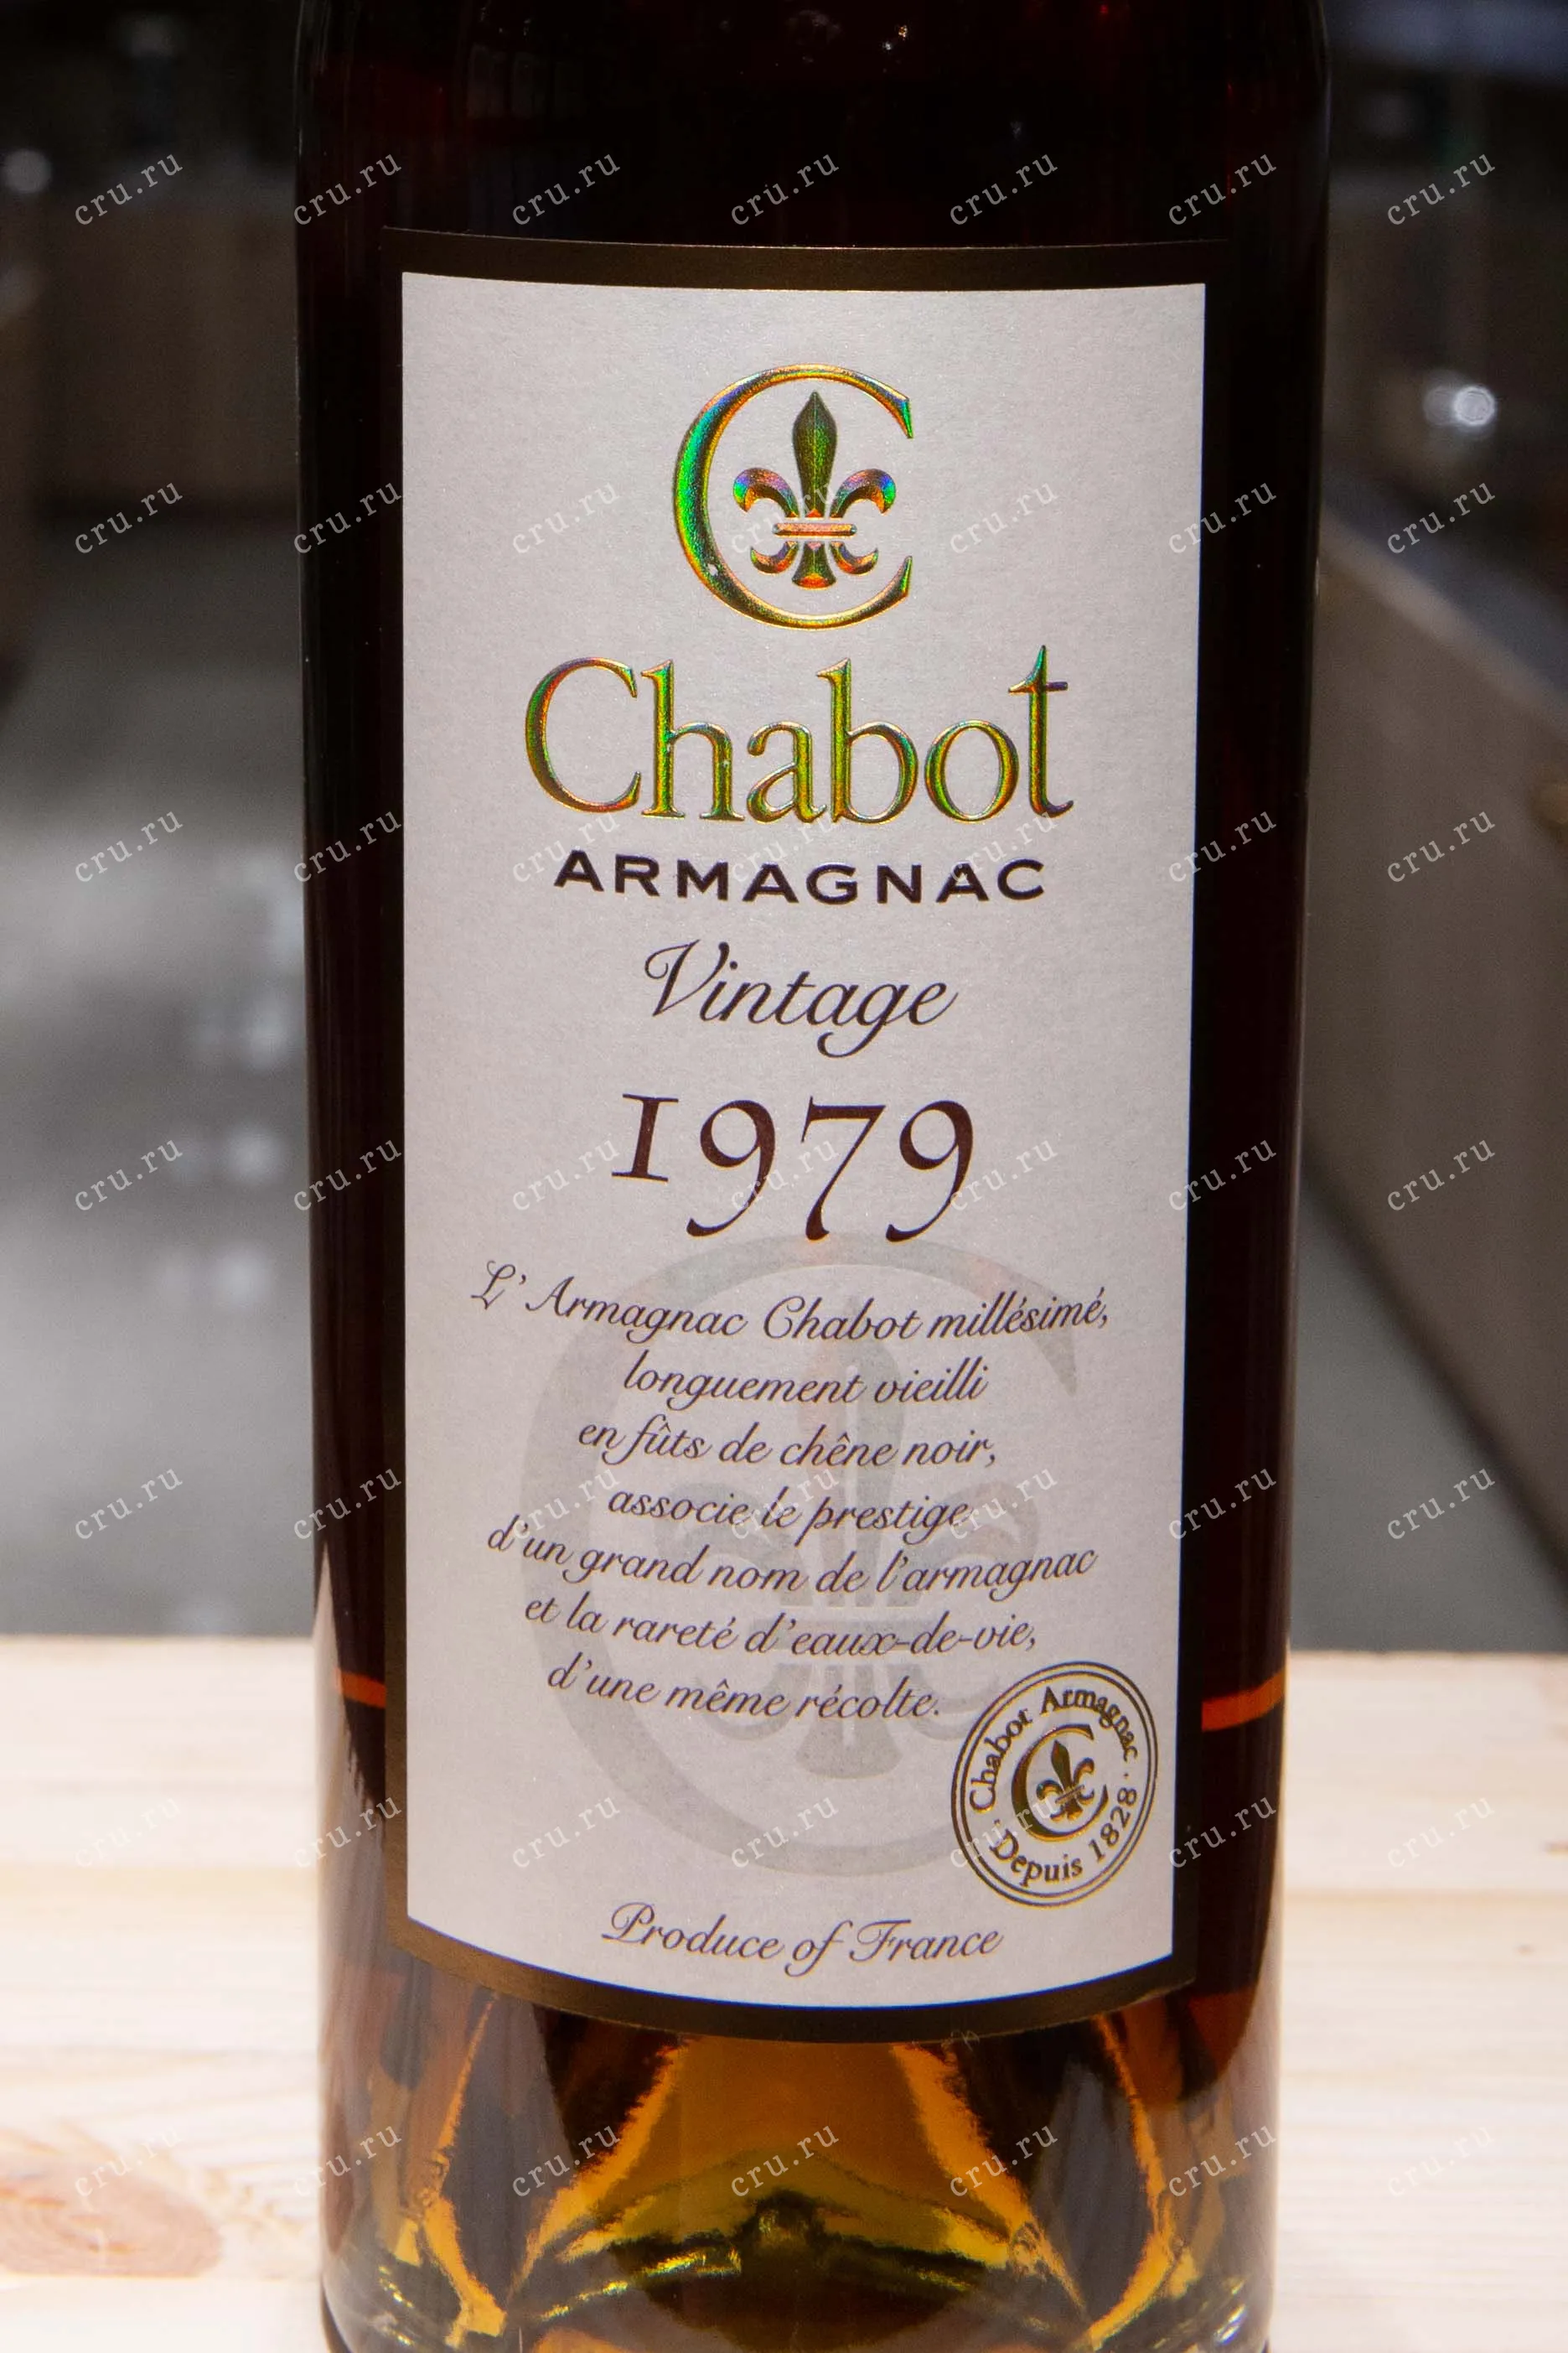 C
Chabot
ARMAGNAC
Vintage
1979
L' Armagnac Chabot millésimé,
longuement vieilli
en fûts de chêne noir,
associe le prestige
d'un grand nom de l'armagnac
et la rareté d'eaux-de-vie,
d'une même récolte.
Chabot Armagnac ·
Depuis 1828 ·
C
Produce of France
cru.ru